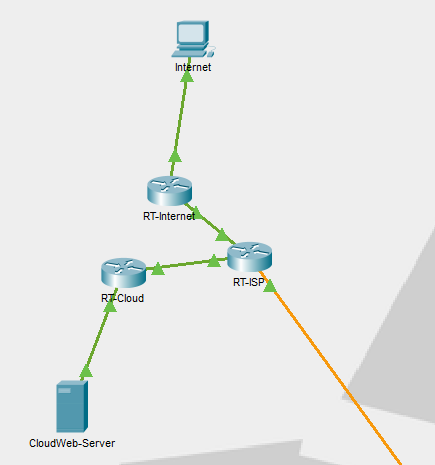 Internet
RT-Internet
RT-ISP
RT-Cloud
CloudWeb-Server